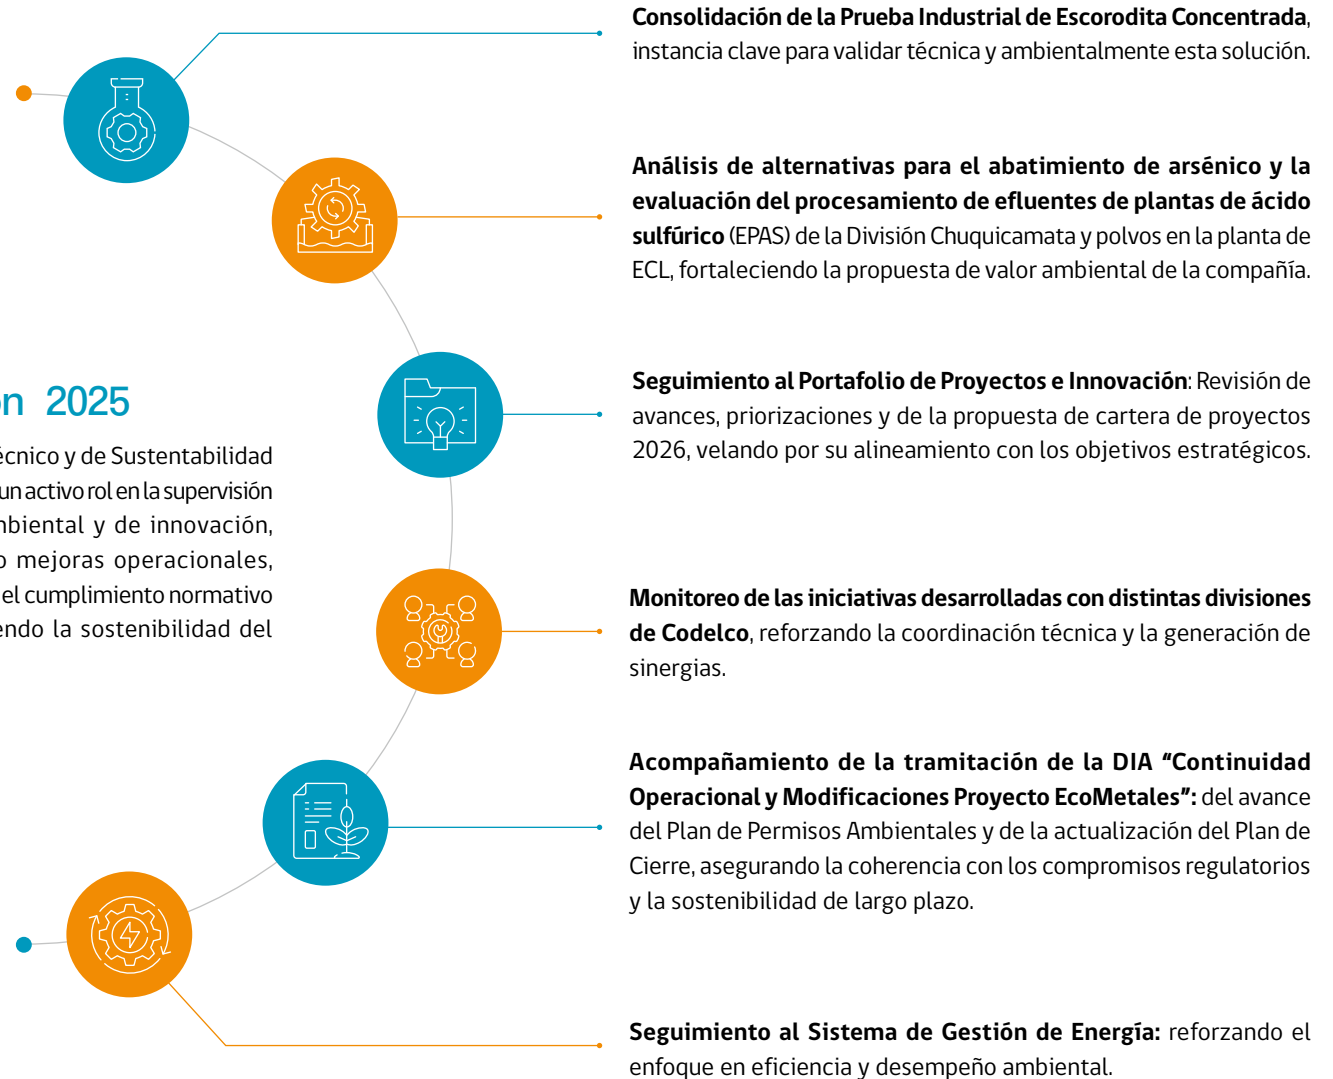 ón 2025
écnico y de Sustentabilidad
un activo rol en la supervisión
mbiental y de innovación,
o mejoras operacionales,
el cumplimiento normativo
endo la sostenibilidad del
Consolidación de la Prueba Industrial de Escorodita Concentrada,
instancia clave para validar técnica y ambientalmente esta solución.
Análisis de alternativas para el abatimiento de arsénico y la
evaluación del procesamiento de efluentes de plantas de ácido
sulfúrico (EPAS) de la División Chuquicamata y polvos en la planta de
ECL, fortaleciendo la propuesta de valor ambiental de la compañía.
Seguimiento al Portafolio de Proyectos e Innovación: Revisión de
avances, priorizaciones y de la propuesta de cartera de proyectos
2026, velando por su alineamiento con los objetivos estratégicos.
Monitoreo de las iniciativas desarrolladas con distintas divisiones
de Codelco, reforzando la coordinación técnica y la generación de
sinergias.
Acompañamiento de la tramitación de la DIA “Continuidad
Operacional y Modificaciones Proyecto EcoMetales”: del avance
del Plan de Permisos Ambientales y de la actualización del Plan de
Cierre, asegurando la coherencia con los compromisos regulatorios
y la sostenibilidad de largo plazo.
Seguimiento al Sistema de Gestión de Energía: reforzando el
enfoque en eficiencia y desempeño ambiental.